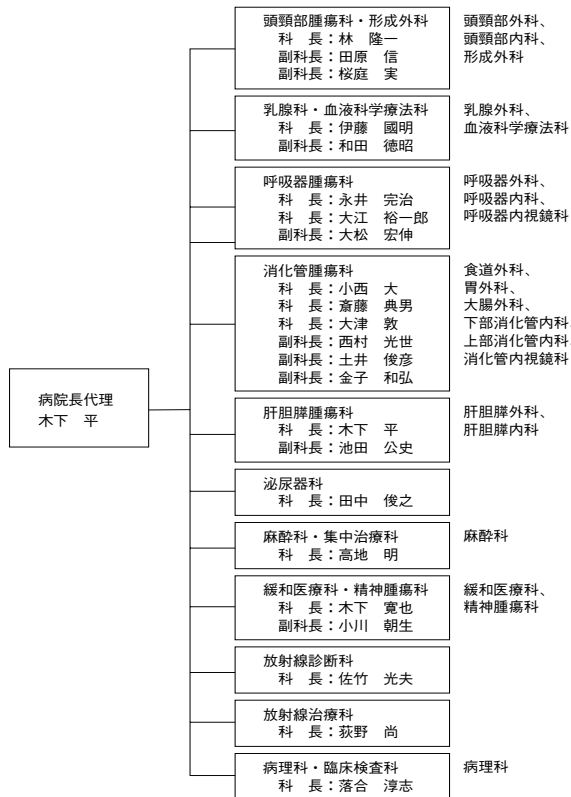 頭頸部腫瘍科・形成外科
科　長：林　隆一
副科長：田原　信
副科長：桜庭　実
頭頸部外科、
頭頸部内科、
形成外科
乳腺科・血液科学療法科
科　長：伊藤　國明
副科長：和田　徳昭
乳腺外科、
血液科学療法科
呼吸器腫瘍科
科　長：永井　完治
科　長：大江　裕一郎
副科長：大松　宏伸
呼吸器外科、
呼吸器内科、
呼吸器内視鏡科
消化管腫瘍科
科　長：小西　大
科　長：斎藤　典男
科　長：大津　敦
副科長：西村　光世
副科長：土井　俊彦
副科長：金子　和弘
食道外科、
胃外科、
大腸外科、
下部消化管内科、
上部消化管内科、
消化管内視鏡科
病院長代理
木下　平
肝胆膵腫瘍科
科　長：木下　平
副科長：池田　公史
肝胆膵外科、
肝胆膵内科
泌尿器科
科　長：田中　俊之
麻酔科・集中治療科
科　長：高地　明
麻酔科
緩和医療科・精神腫瘍科
科　長：木下　寛也
副科長：小川　朝生
緩和医療科、
精神腫瘍科
放射線診断科
科　長：佐竹　光夫
放射線治療科
科　長：荻野　尚
病理科・臨床検査科
科　長：落合　淳志
病理科